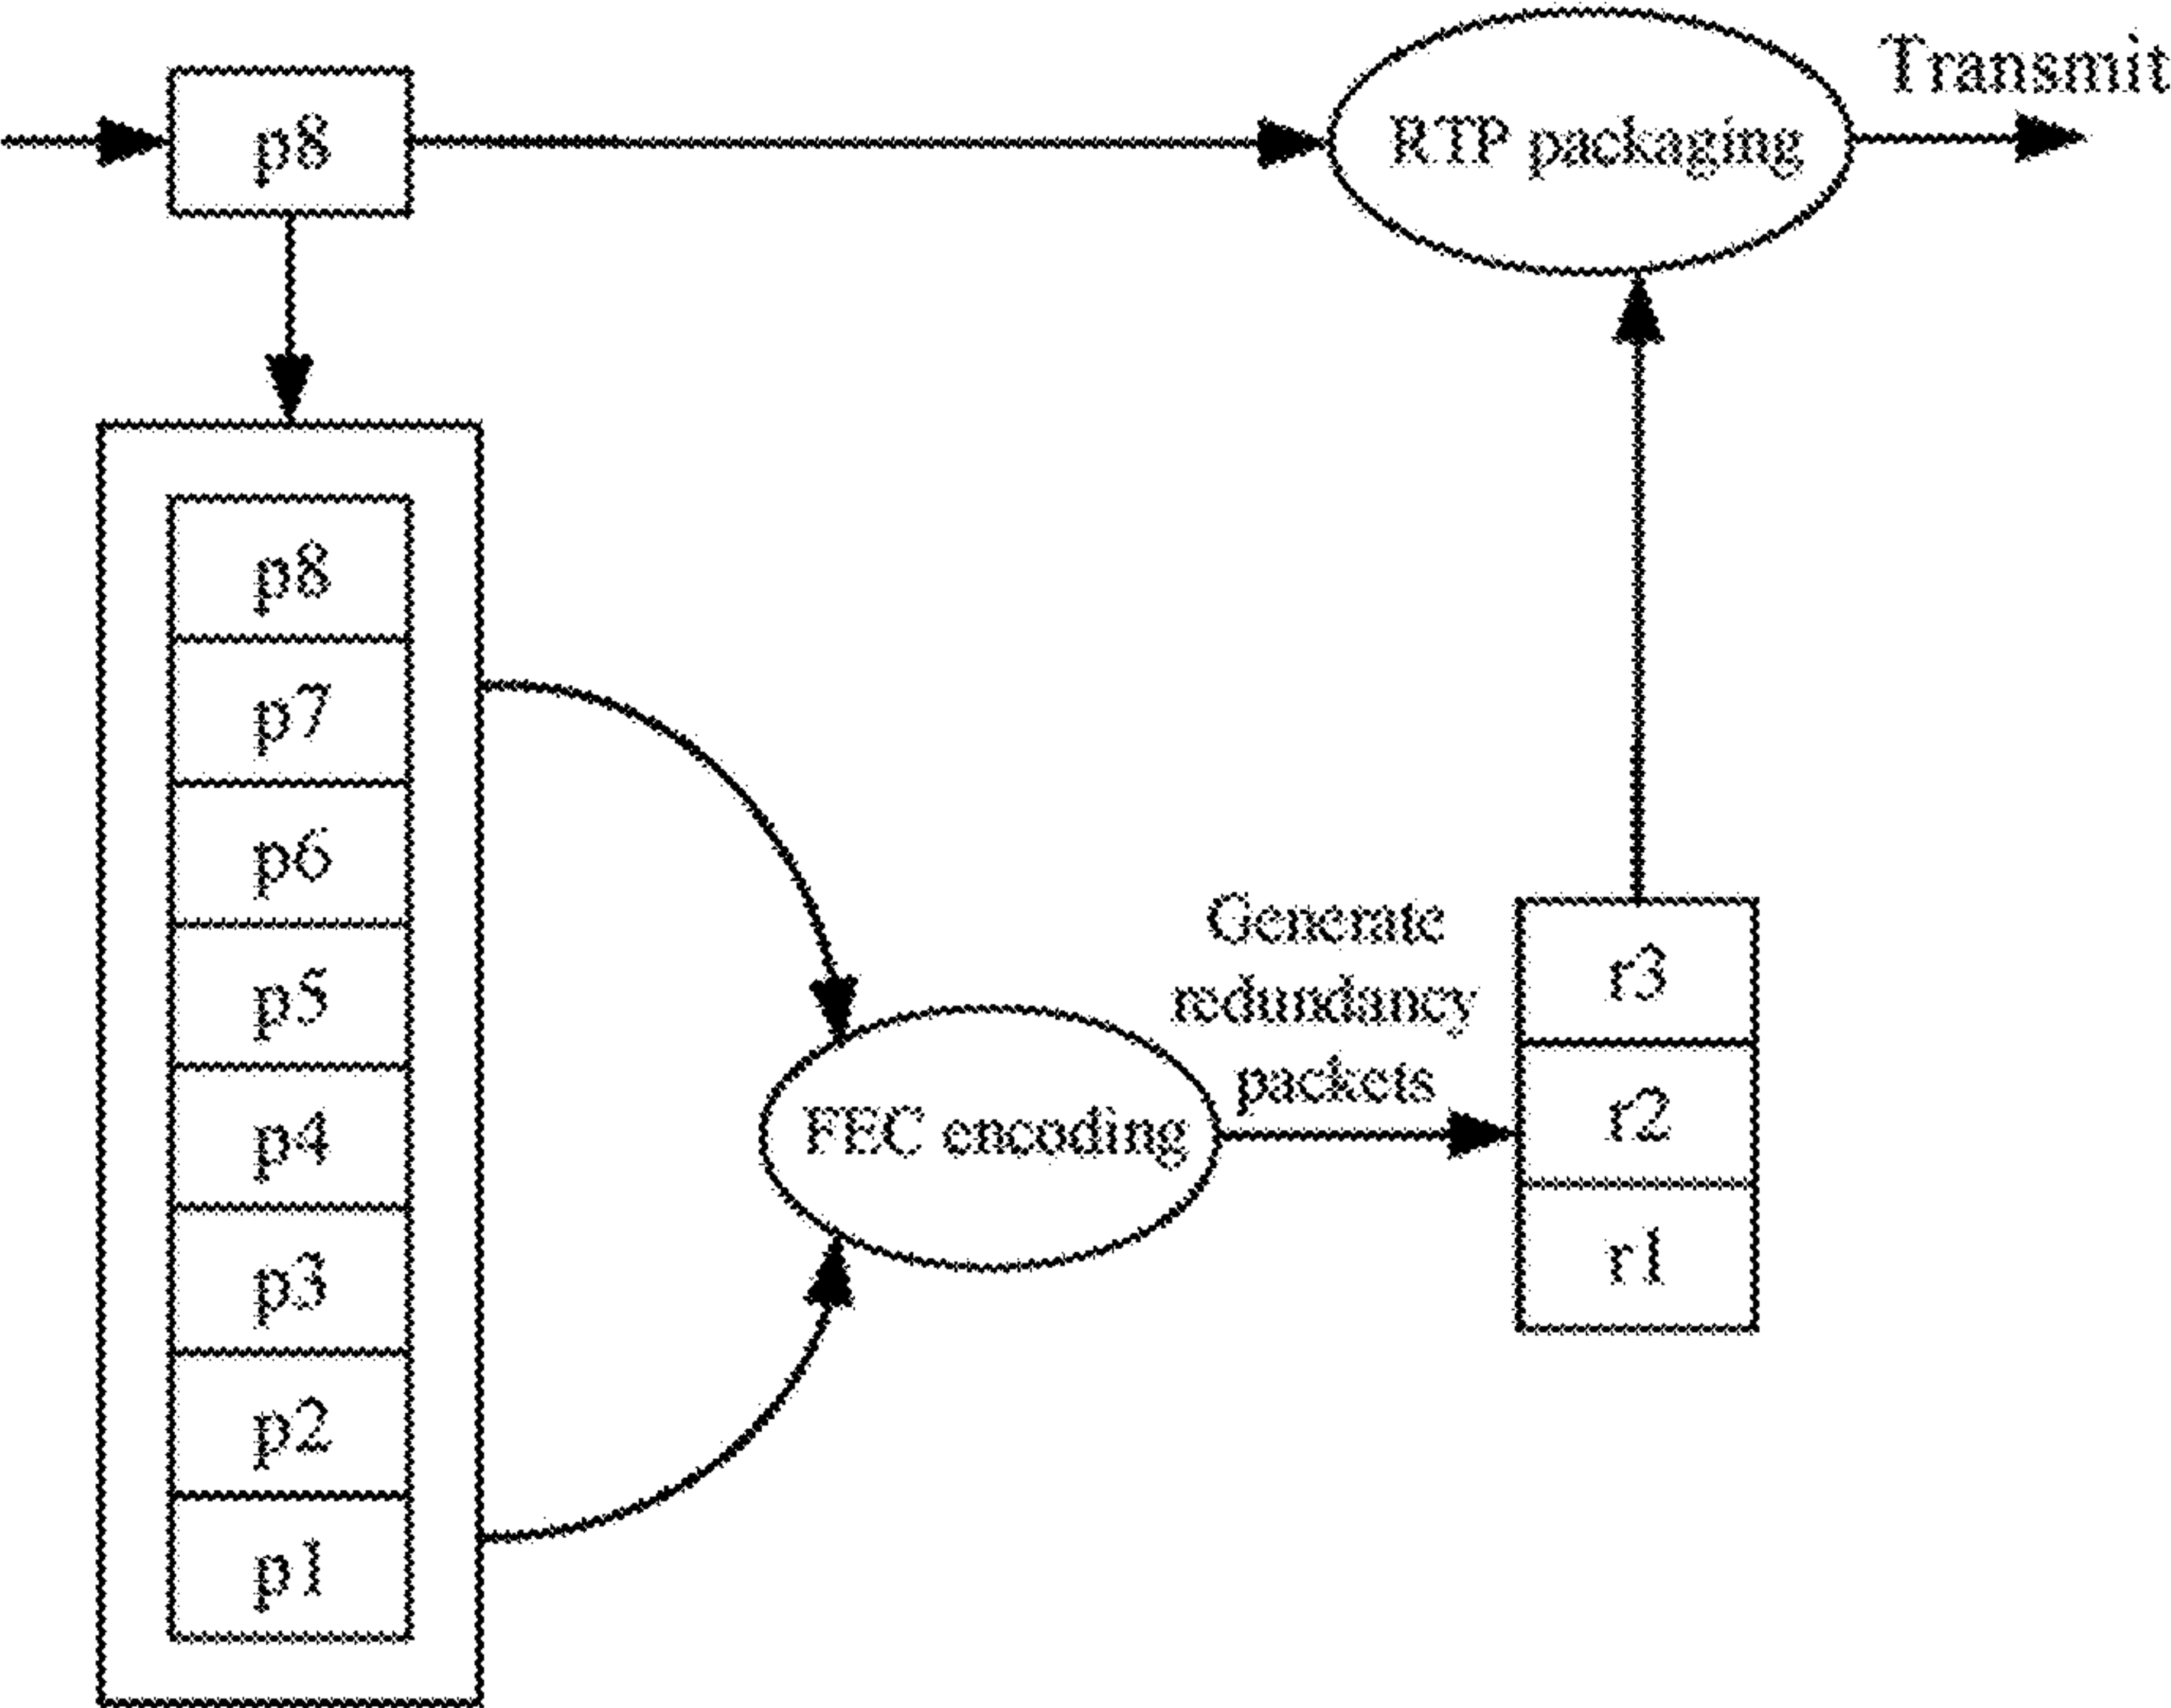 Transmit
p8
RTP packaging
p8
p7
p6
p5
p4
p3
p2
p1
FEC encoding
Generate
redundancy
packets
r3
r2
r1